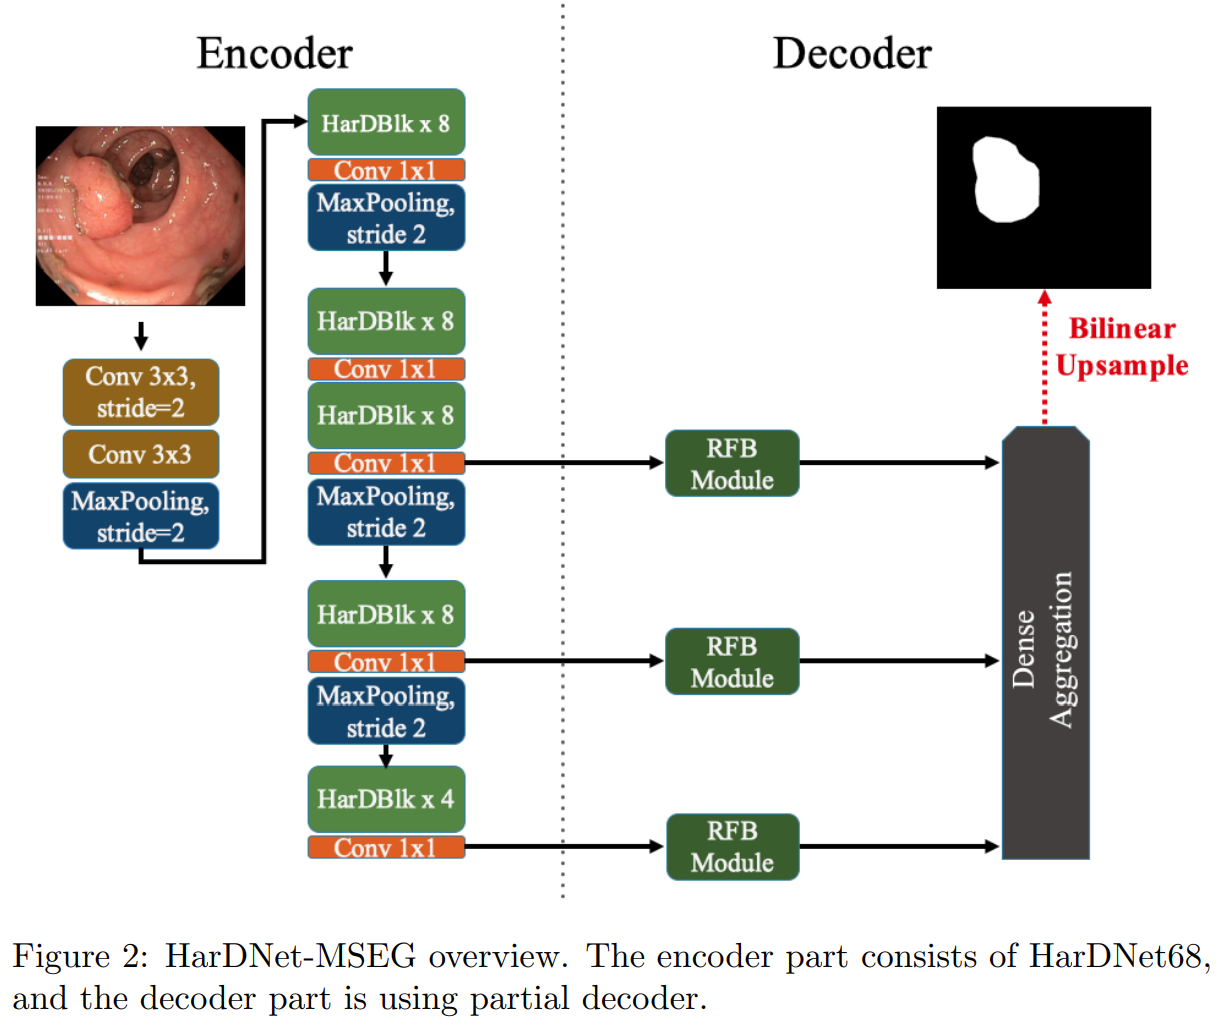 Encoder
Decoder
HarDBlk x 8
Conv 1x1
MaxPooling,
stride 2
Conv 3x3,
stride=2
Conv 3x3
MaxPooling,
stride=2
HarDBlk x 8
Conv 1x1
HarDBlk x 8
Conv 1x1
MaxPooling,
stride 2
HarDBlk x 8
Conv 1x1
MaxPooling,
stride 2
HarDBlk x 4
Conv 1x1
RFB
Module
RFB
Module
RFB
Module
Dense
Aggregation
Bilinear
Upsample
Figure 2: HarDNet-MSEG overview. The encoder part consists of HarDNet68,
and the decoder part is using partial decoder.